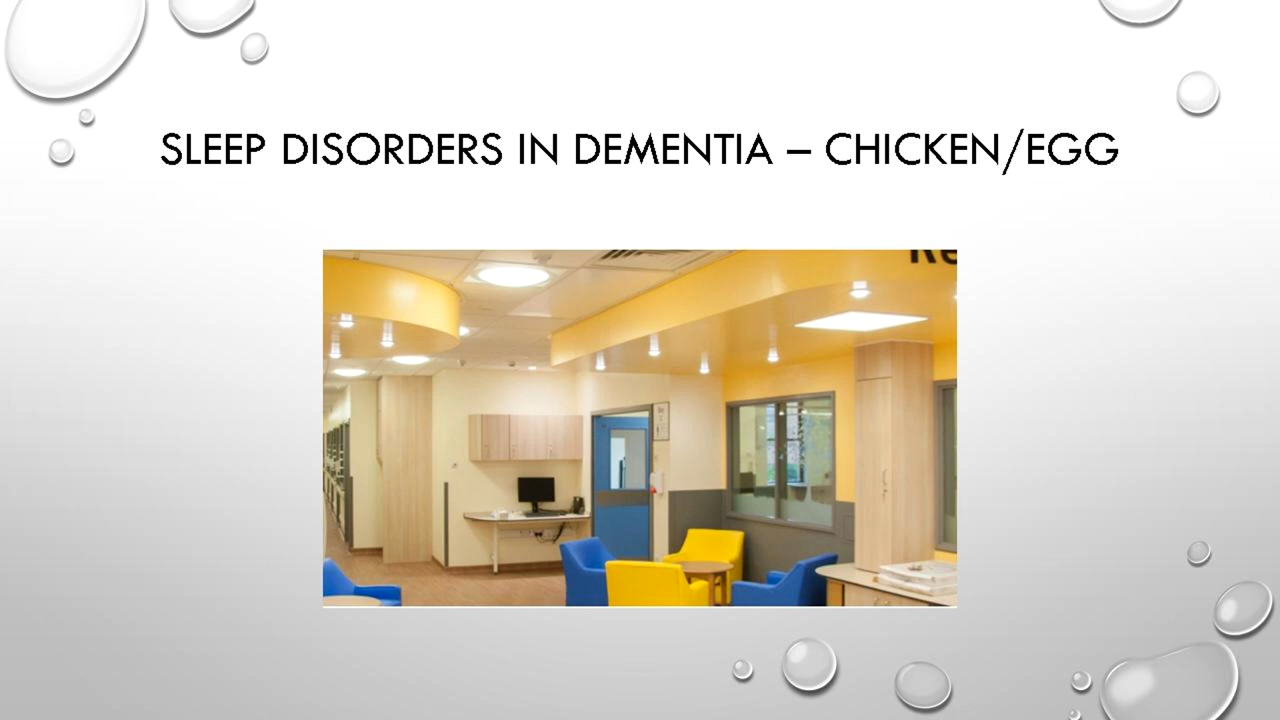 SLEEP DISORDERS IN DEMENTIA – CHICKEN/EGG